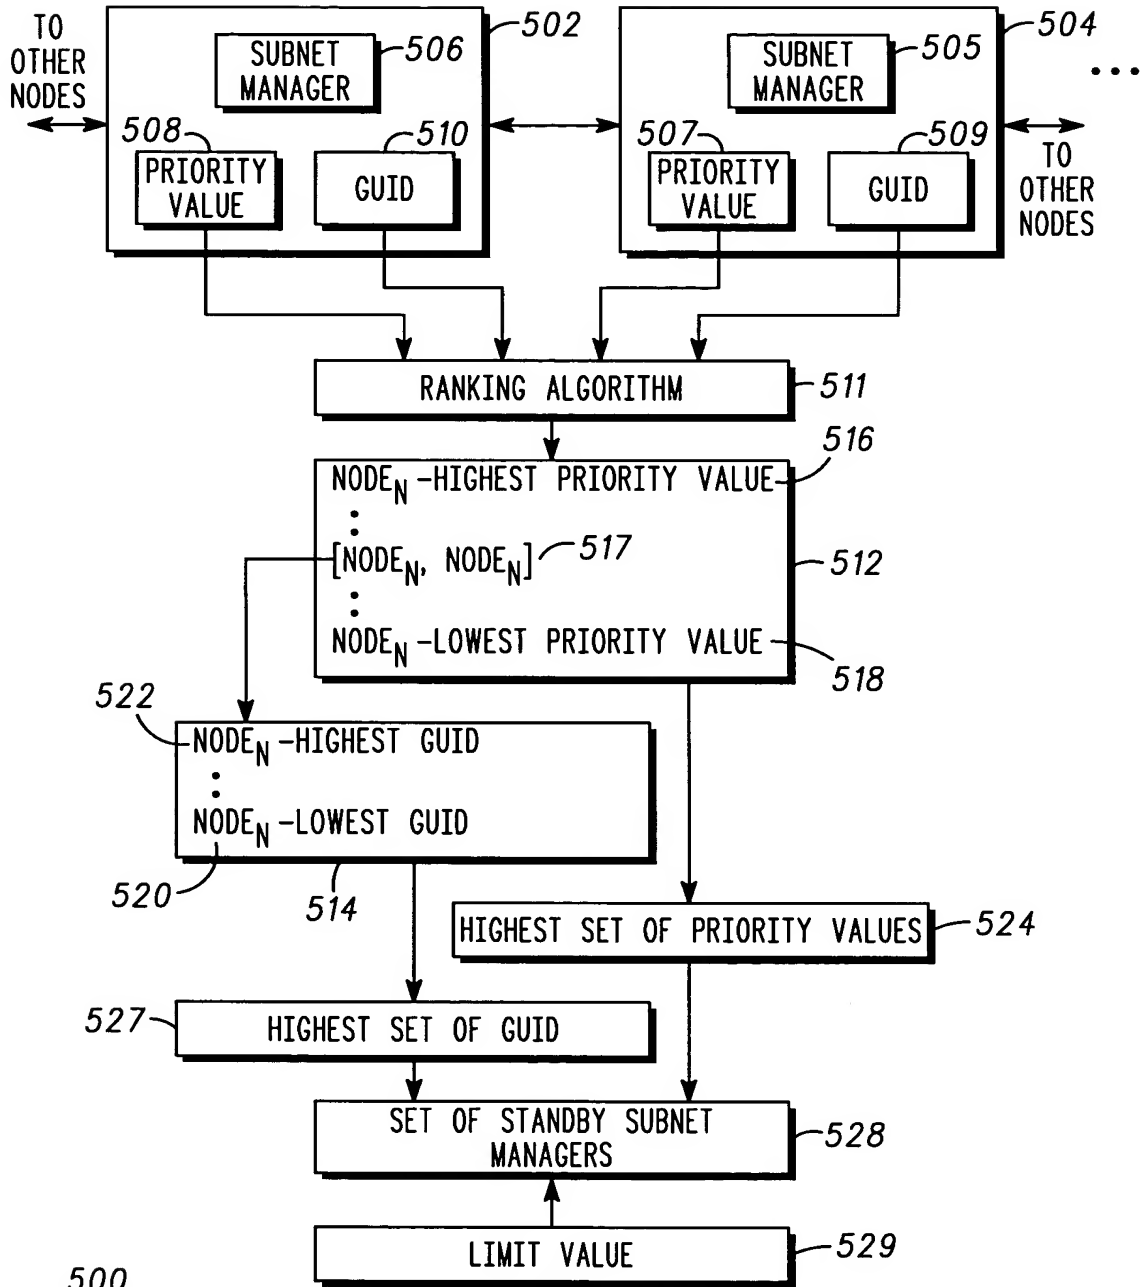 TO
OTHER
NODES
502
SUBNET
MANAGER
506
508
PRIORITY
VALUE
510
GUID
504
SUBNET
MANAGER
505
507
PRIORITY
VALUE
509
GUID
...
TO
OTHER
NODES
RANKING ALGORITHM
511
NODEN-HIGHEST PRIORITY VALUE
516
[NODEN, NODEN]
517
512
NODEN-LOWEST PRIORITY VALUE
518
522
NODEN-HIGHEST GUID
NODEN-LOWEST GUID
520
514
HIGHEST SET OF PRIORITY VALUES
524
527
HIGHEST SET OF GUID
SET OF STANDBY SUBNET
MANAGERS
528
LIMIT VALUE
529
500